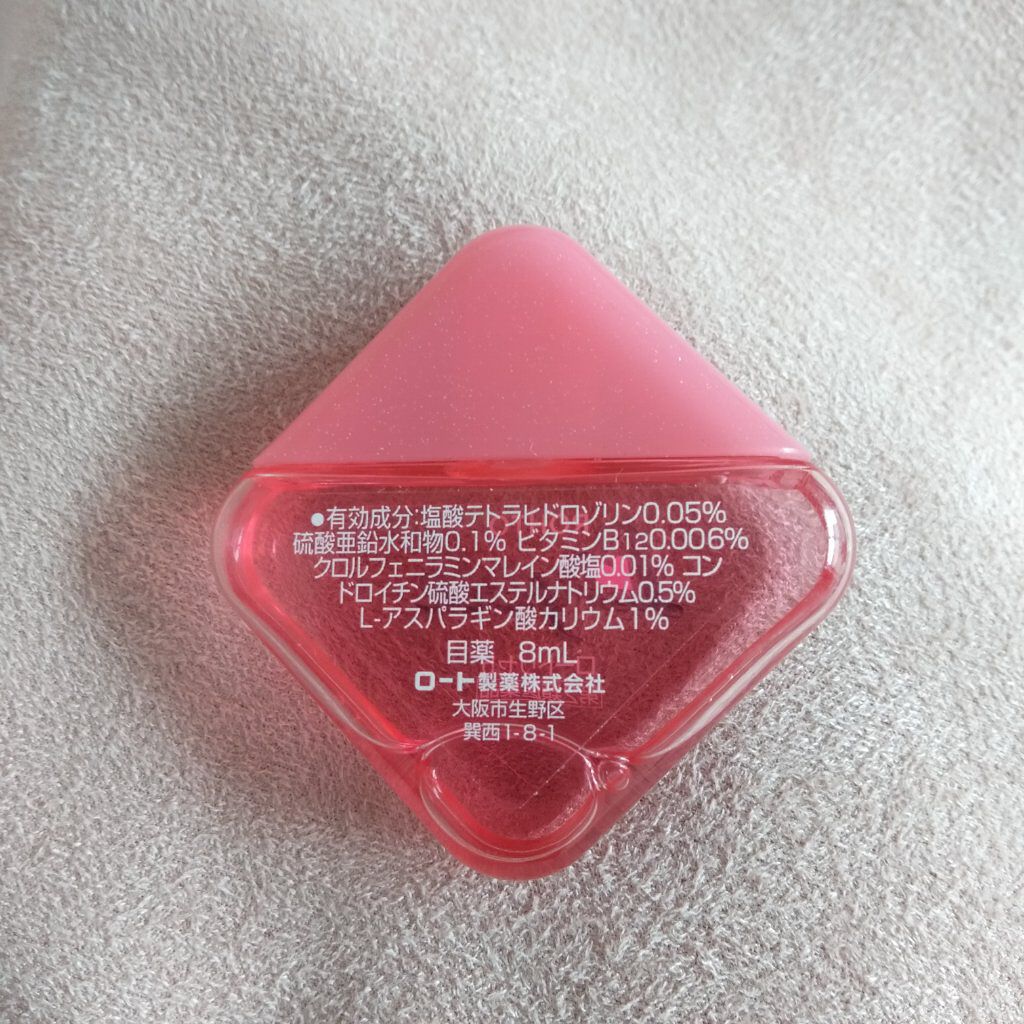 ●有効成分:塩酸テトラヒドロゾリン0.05%
硫酸亜鉛水和物0.1% ビタミンB12 0.006%
クロルフェニラミンマレイン酸塩0.01% コン
ドロイチン硫酸エステルナトリウム0.5%
L-アスパラギン酸カリウム1%
目薬 8mL
ロート製薬株式会社
大阪市生野区
巽西1-8-1